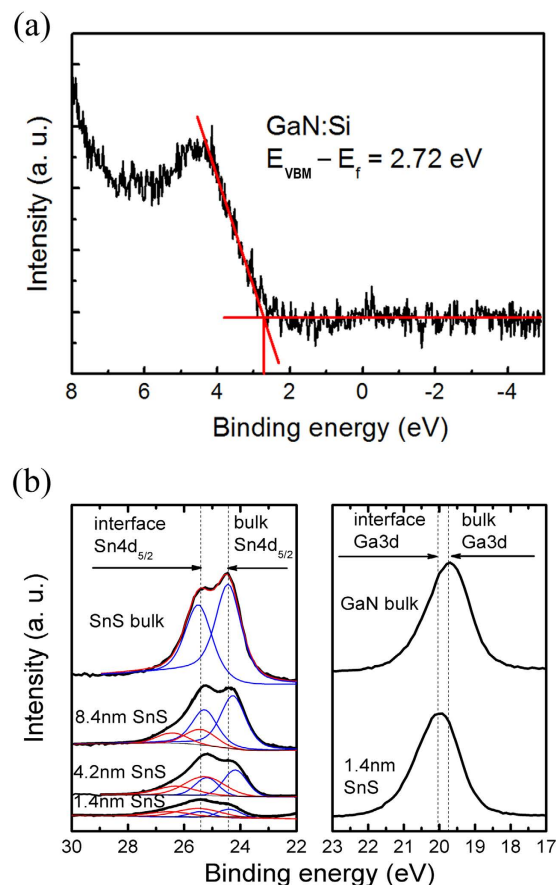 (a)
Intensity (a. u.)
GaN:Si
E_VBM − E_f = 2.72 eV
8 6 4 2 0 -2 -4
Binding energy (eV)
(b)
Intensity (a. u.)
interface bulk
Sn4d_5/2 Sn4d_5/2
SnS bulk
8.4nm SnS
4.2nm SnS
1.4nm SnS
30 28 26 24 22
interface bulk
Ga3d Ga3d
GaN bulk
1.4nm
SnS
23 22 21 20 19 18 17
Binding energy (eV)